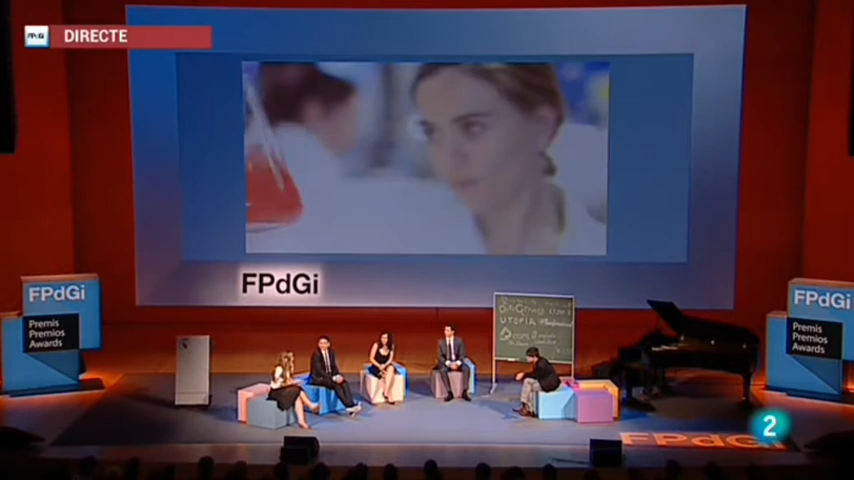 FPdGi
DIRECTE
FPdGi
FPdGi
Premis
Premios
Awards
UTOPIA
FPdGi
Premis
Premios
Awards
FPdGi
2